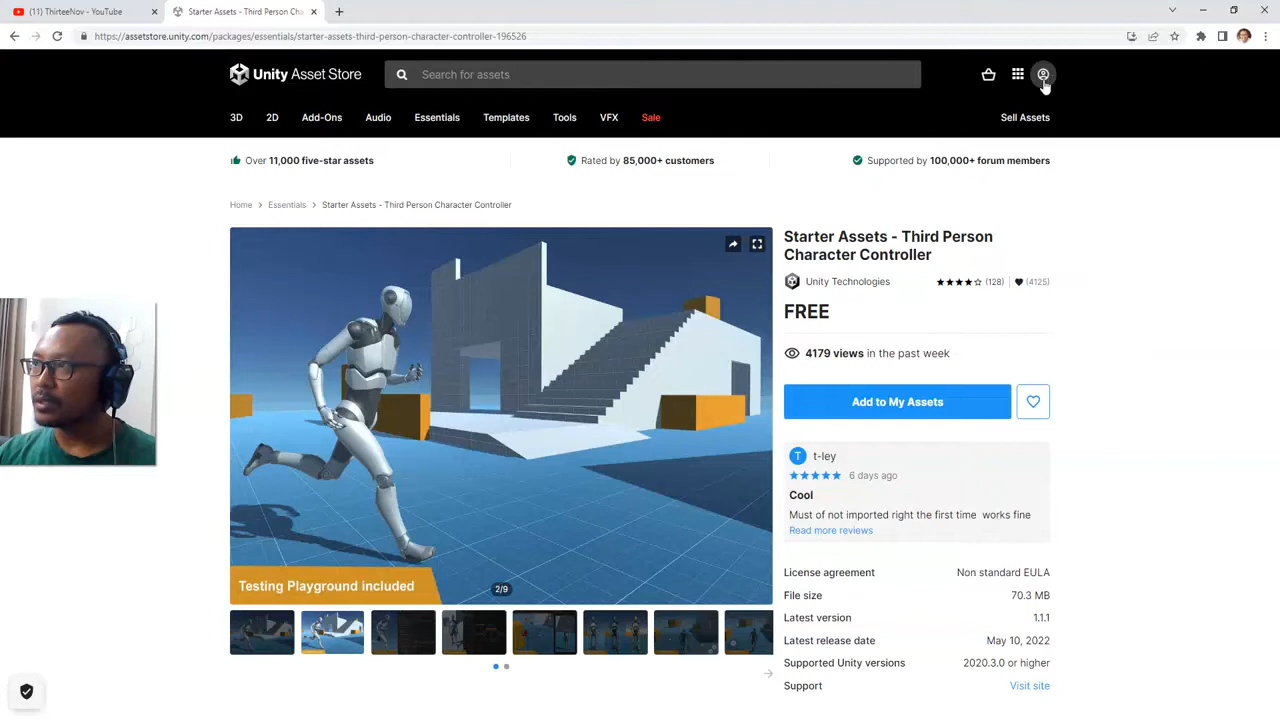 (11) ThirteeNov - YouTube
Starter Assets - Third Person Cha
https://assetstore.unity.com/packages/essentials/starter-assets-third-person-character-controller-196526
Unity Asset Store
Search for assets
3D
2D
Add-Ons
Audio
Essentials
Templates
Tools
VFX
Sale
Sell Assets
Over 11,000 five-star assets
Rated by 85,000+ customers
Supported by 100,000+ forum members
Home > Essentials > Starter Assets - Third Person Character Controller
Starter Assets - Third Person
Character Controller
Unity Technologies
(128)
(4125)
FREE
4179 views in the past week
Add to My Assets
T
t-ley
6 days ago
Cool
Must of not imported right the first time works fine
Read more reviews
Testing Playground included
2/9
License agreement
Non standard EULA
File size
70.3 MB
Latest version
1.1.1
Latest release date
May 10, 2022
Supported Unity versions
2020.3.0 or higher
Support
Visit site